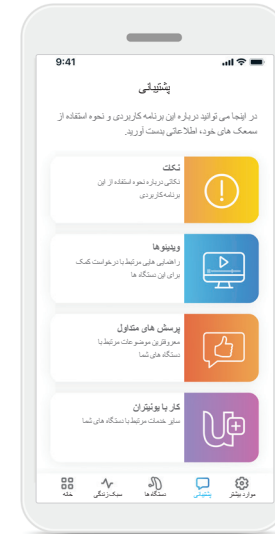 9:41
پشتیبانی
در اینجا می توانید درباره این برنامه کاربردی و نحوه استفاده از
سمعک های خود، اطلاعاتی بدست آورید.
نکات
نکاتی درباره نحوه استفاده از این
برنامه کاربردی
ویدیوها
راهنمایی هایی مرتبط با درخواست کمک
برای این دستگاه ها
پرسش های متداول
معروفترین موضوعات مرتبط با
دستگاه های شما
کار با یونیتران
سایر خدمات مرتبط با دستگاه های شما
موارد بیشتر
پشتیبانی
دستگاه ها
سبک زندگی
خانه